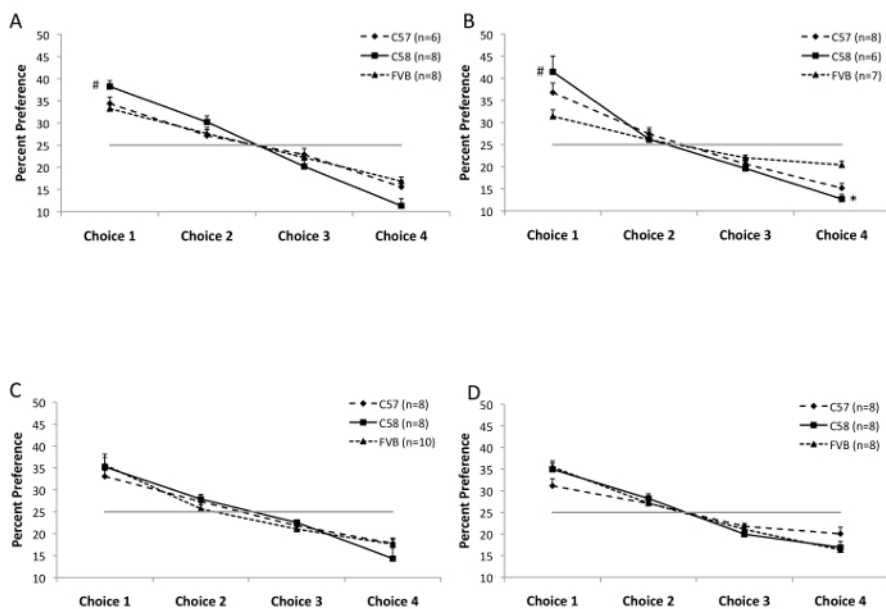 A
Percent Preference
50
45
40
35
30
25
20
15
10
#
C57 (n=6)
C58 (n=8)
FVB (n=8)
Choice 1 Choice 2 Choice 3 Choice 4
B
Percent Preference
50
45
40
35
30
25
20
15
10
#
*
C57 (n=8)
C58 (n=6)
FVB (n=7)
Choice 1 Choice 2 Choice 3 Choice 4
C
Percent Preference
50
45
40
35
30
25
20
15
10
C57 (n=8)
C58 (n=8)
FVB (n=10)
Choice 1 Choice 2 Choice 3 Choice 4
D
Percent Preference
50
45
40
35
30
25
20
15
10
C57 (n=8)
C58 (n=8)
FVB (n=8)
Choice 1 Choice 2 Choice 3 Choice 4